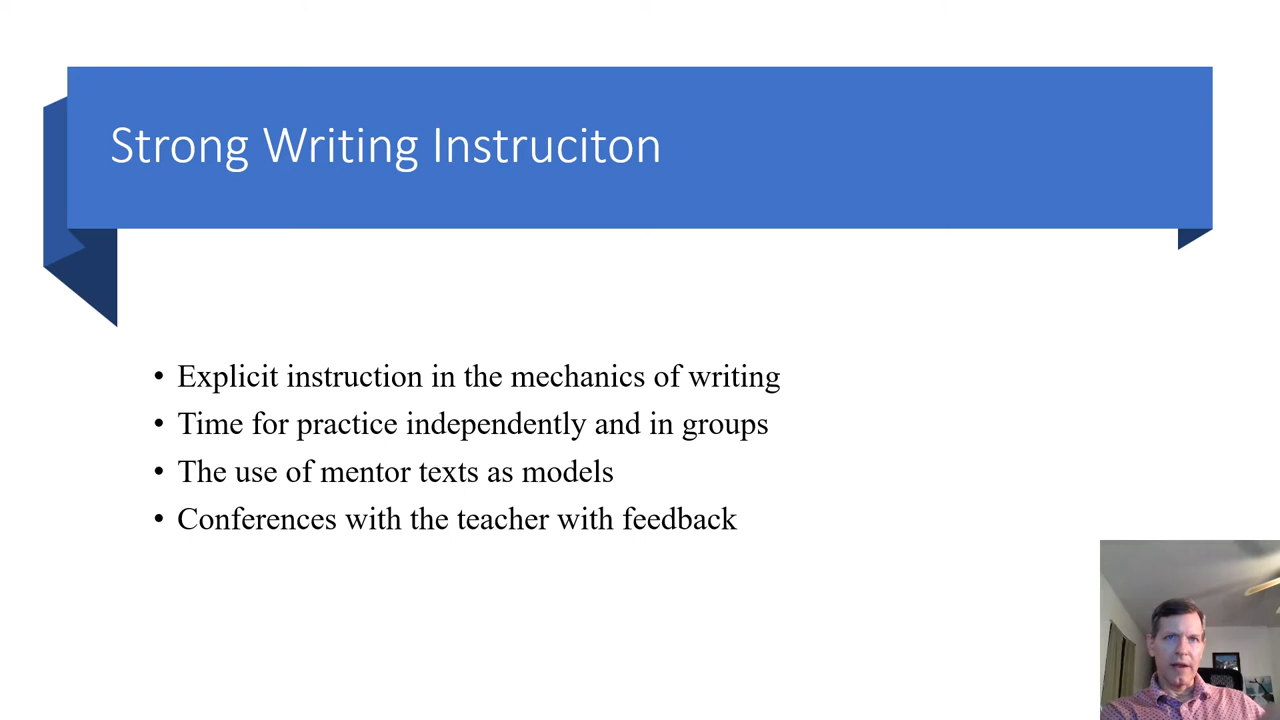 Strong Writing Instruciton
• Explicit instruction in the mechanics of writing
• Time for practice independently and in groups
• The use of mentor texts as models
• Conferences with the teacher with feedback